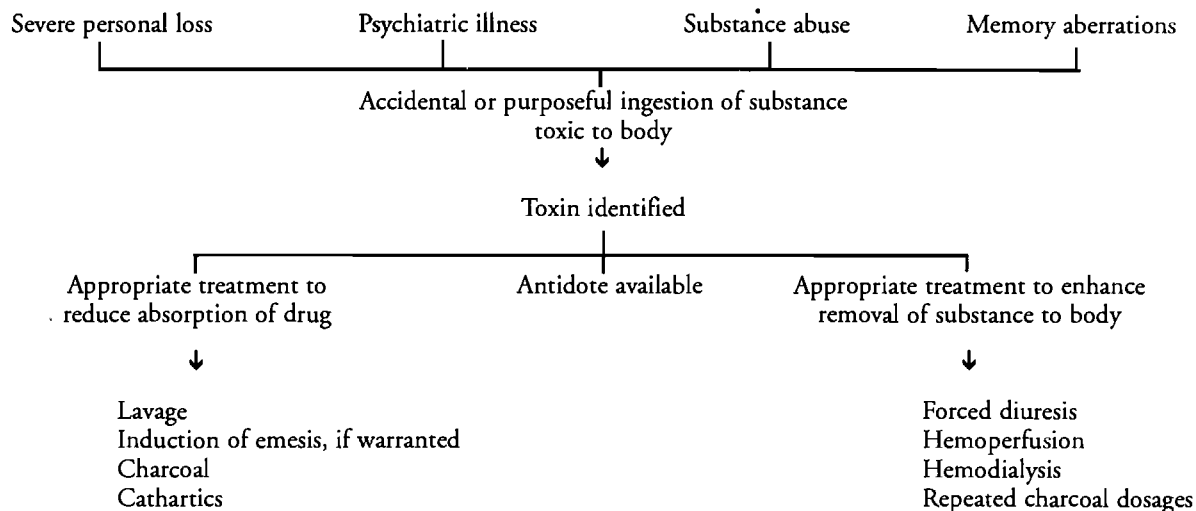 Severe personal loss
Psychiatric illness
Substance abuse
Memory aberrations
Accidental or purposeful ingestion of substance
toxic to body
Toxin identified
Appropriate treatment to
reduce absorption of drug
Antidote available
Appropriate treatment to enhance
removal of substance to body
Lavage
Induction of emesis, if warranted
Charcoal
Cathartics
Forced diuresis
Hemoperfusion
Hemodialysis
Repeated charcoal dosages